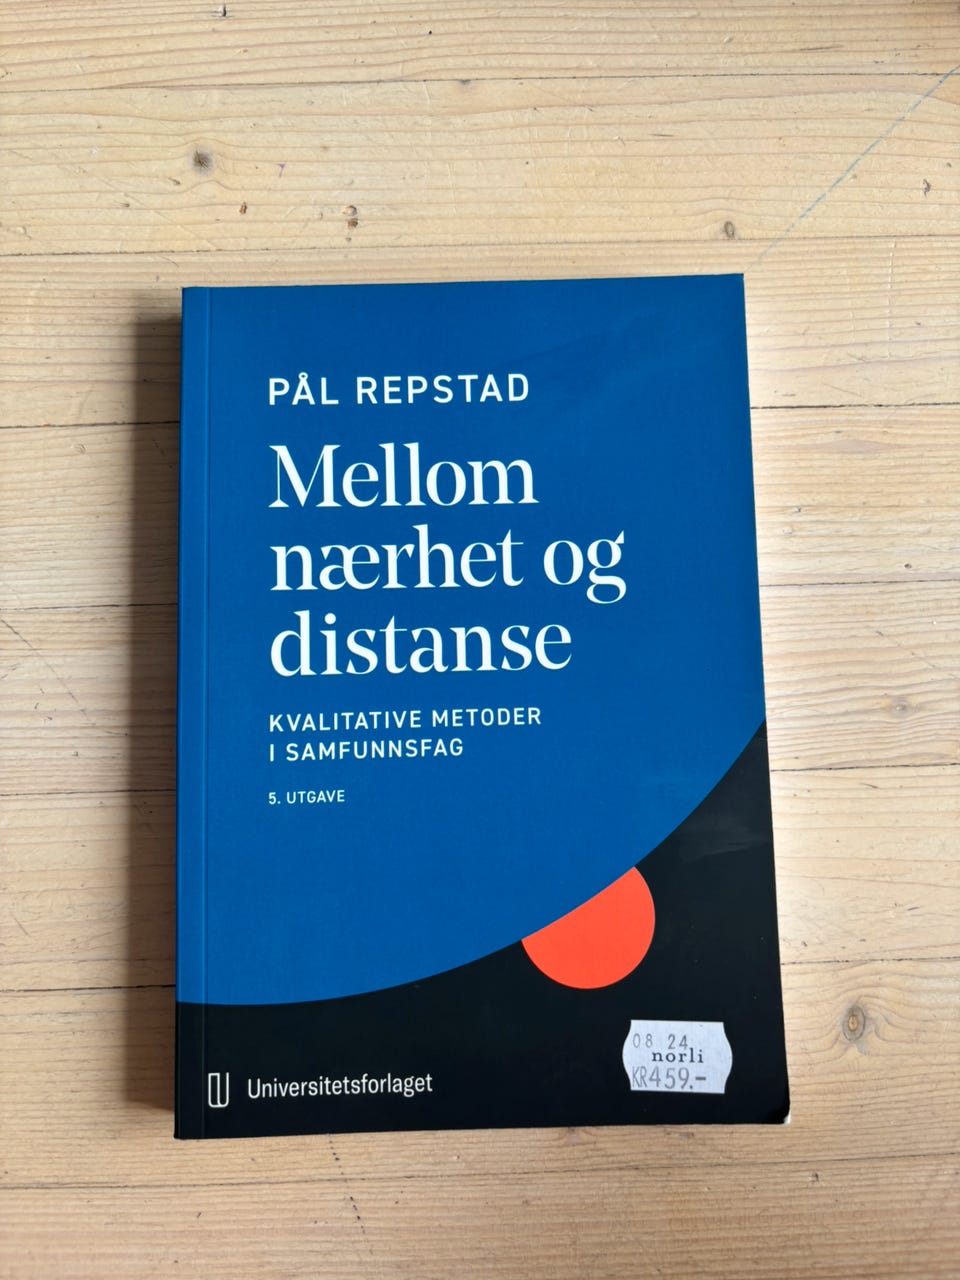 PÅL REPSTAD
Mellom
nærhet og
distanse
KVALITATIVE METODER
I SAMFUNNSFAG
5. UTGAVE
Universitetsforlaget
08 24
norli
KR459.-